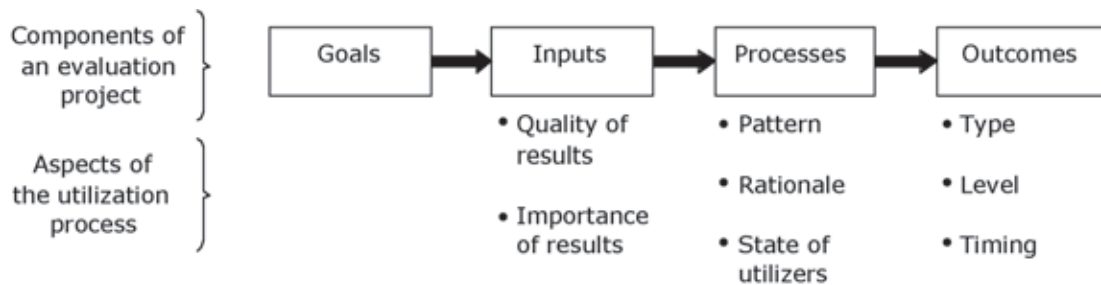 Components of
an evaluation
project
Goals
Inputs
Processes
Outcomes
Aspects of
the utilization
process
• Quality of
results
• Importance
of results
• Pattern
• Rationale
• State of
utilizers
• Type
• Level
• Timing